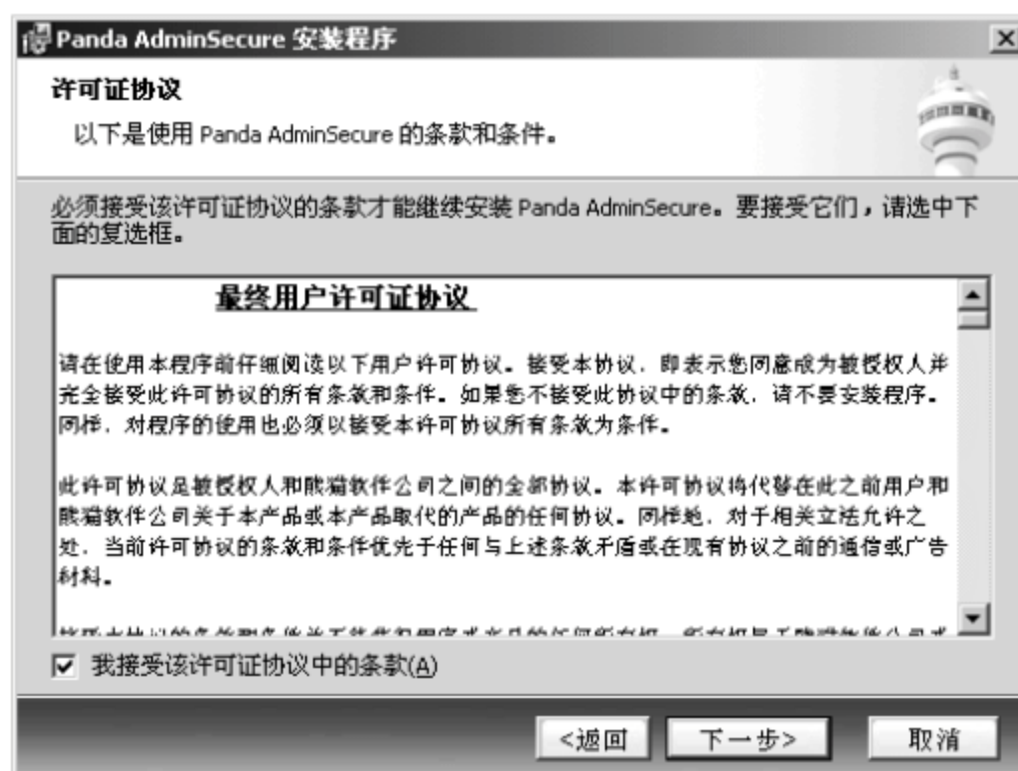 Panda AdminSecure 安装程序
许可证协议
以下是使用 Panda AdminSecure 的条款和条件。
必须接受该许可证协议的条款才能继续安装 Panda AdminSecure。要接受它们，请选中下
面的复选框。
最终用户许可证协议
请在使用本程序前仔细阅读以下用户许可协议。接受本协议，即表示您同意成为被授权人并
完全接受此许可协议的所有条款和条件。如果您不接受此协议中的条款，请不要安装程序。
同样，对程序的使用也必须以接受本许可协议所有条款为条件。
此许可协议是被授权人和熊猫软件公司之间的全部协议。本许可协议将代替在此之前用户和
熊猫软件公司关于本产品或本产品取代的产品的任何协议。同样地，对于相关立法允许之
处，当前许可协议的条款和条件优先于任何与上述条款矛盾或在现有协议之前的通信或广告
材料。
我接受该许可证协议中的条款(A)
<返回
下一步>
取消